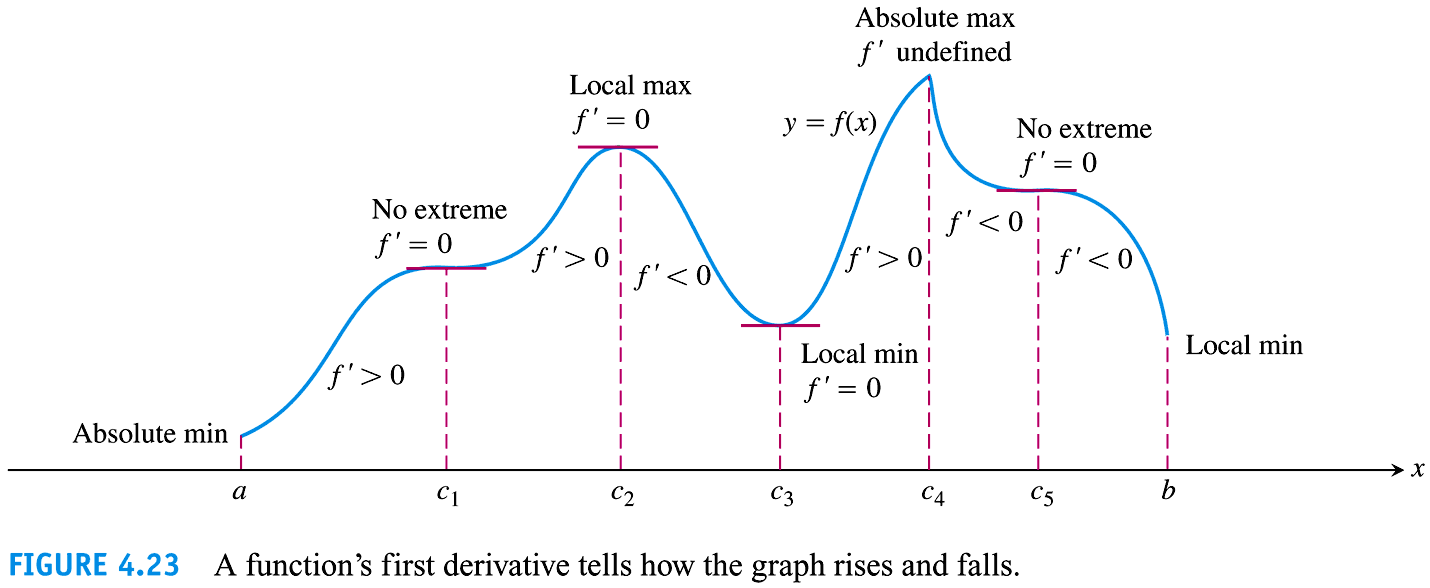 Absolute max
f′ undefined
Local max
f′ = 0
y = f(x)
No extreme
f′ = 0
No extreme
f′ = 0
f′ > 0
f′ < 0
f′ > 0
f′ < 0
f′ < 0
Local min
f′ = 0
Local min
f′ > 0
Absolute min
x
a
c₁
c₂
c₃
c₄
c₅
b
FIGURE 4.23 A function’s first derivative tells how the graph rises and falls.